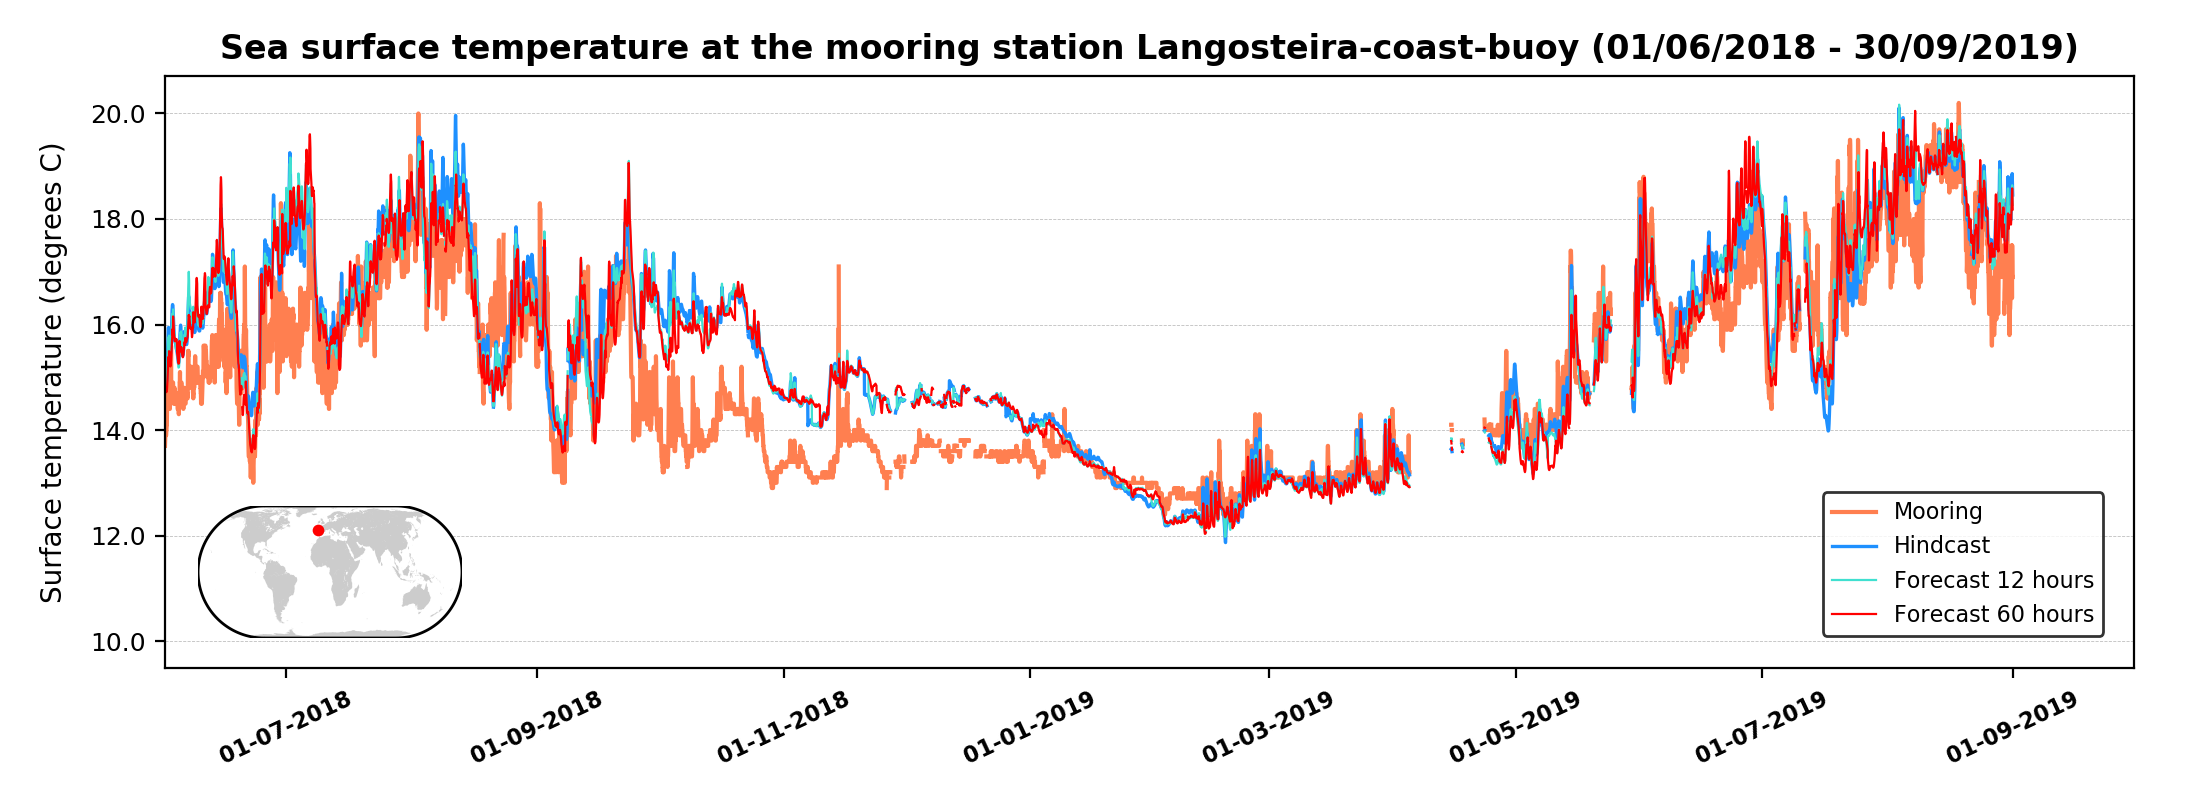 Sea surface temperature at the mooring station Langosteira-coast-buoy (01/06/2018 - 30/09/2019)
Surface temperature (degrees C)
20.0
18.0
16.0
14.0
12.0
10.0
Mooring
Hindcast
Forecast 12 hours
Forecast 60 hours
01-07-2018
01-09-2018
01-11-2018
01-01-2019
01-03-2019
01-05-2019
01-07-2019
01-09-2019